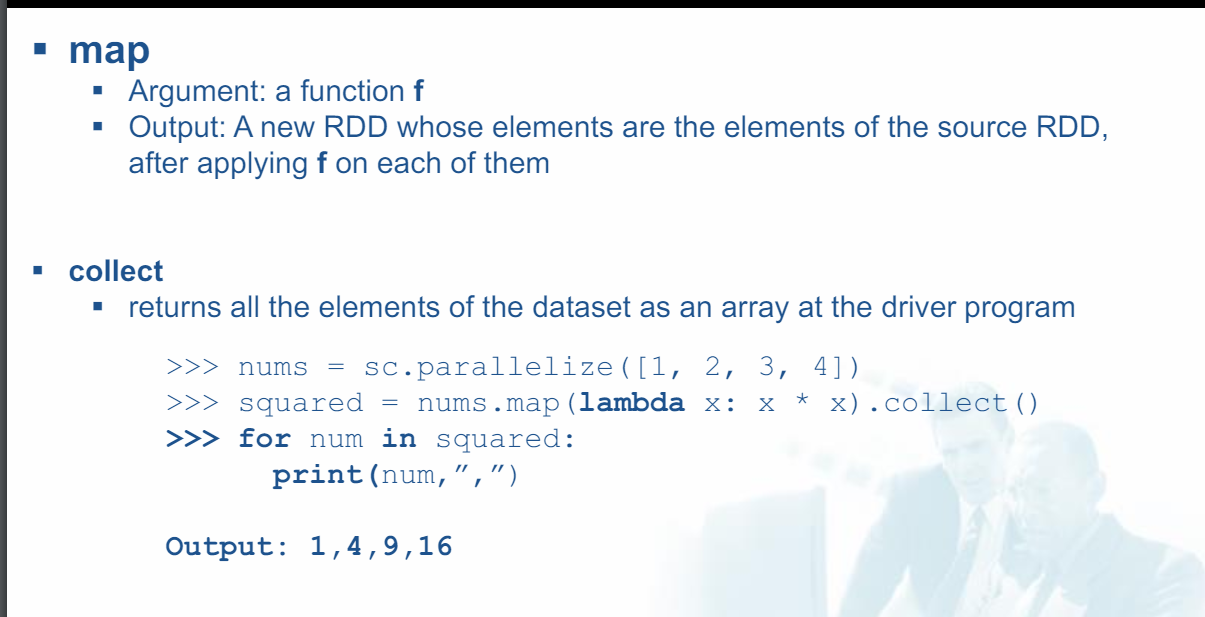 ▪ map
▪ Argument: a function f
▪ Output: A new RDD whose elements are the elements of the source RDD,
after applying f on each of them
▪ collect
▪ returns all the elements of the dataset as an array at the driver program
>>> nums = sc.parallelize([1, 2, 3, 4])
>>> squared = nums.map(lambda x: x * x).collect()
>>> for num in squared:
print(num,”,”)
Output: 1,4,9,16